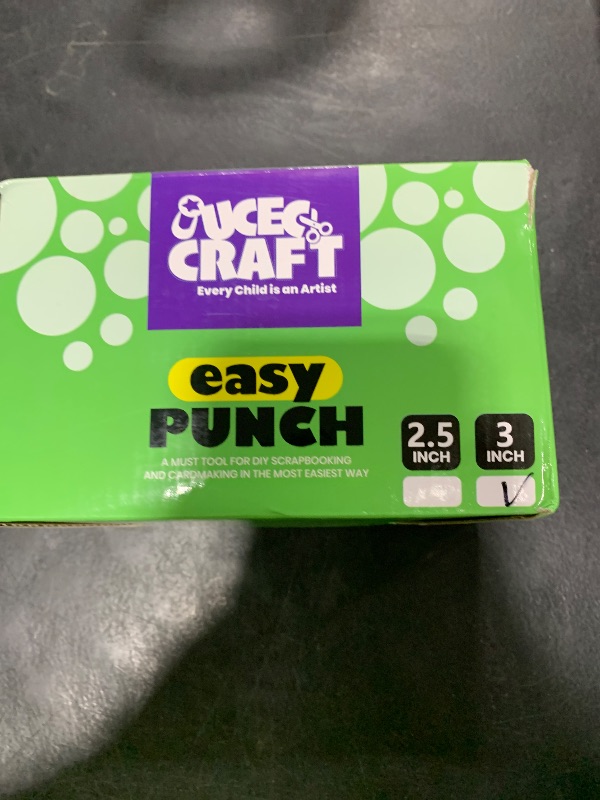 UCEC
CRAFT
Every Child is an Artist
easy
PUNCH
A MUST TOOL FOR DIY SCRAPBOOKING
AND CARDMAKING IN THE MOST EASIEST WAY
2.5
INCH
3
INCH